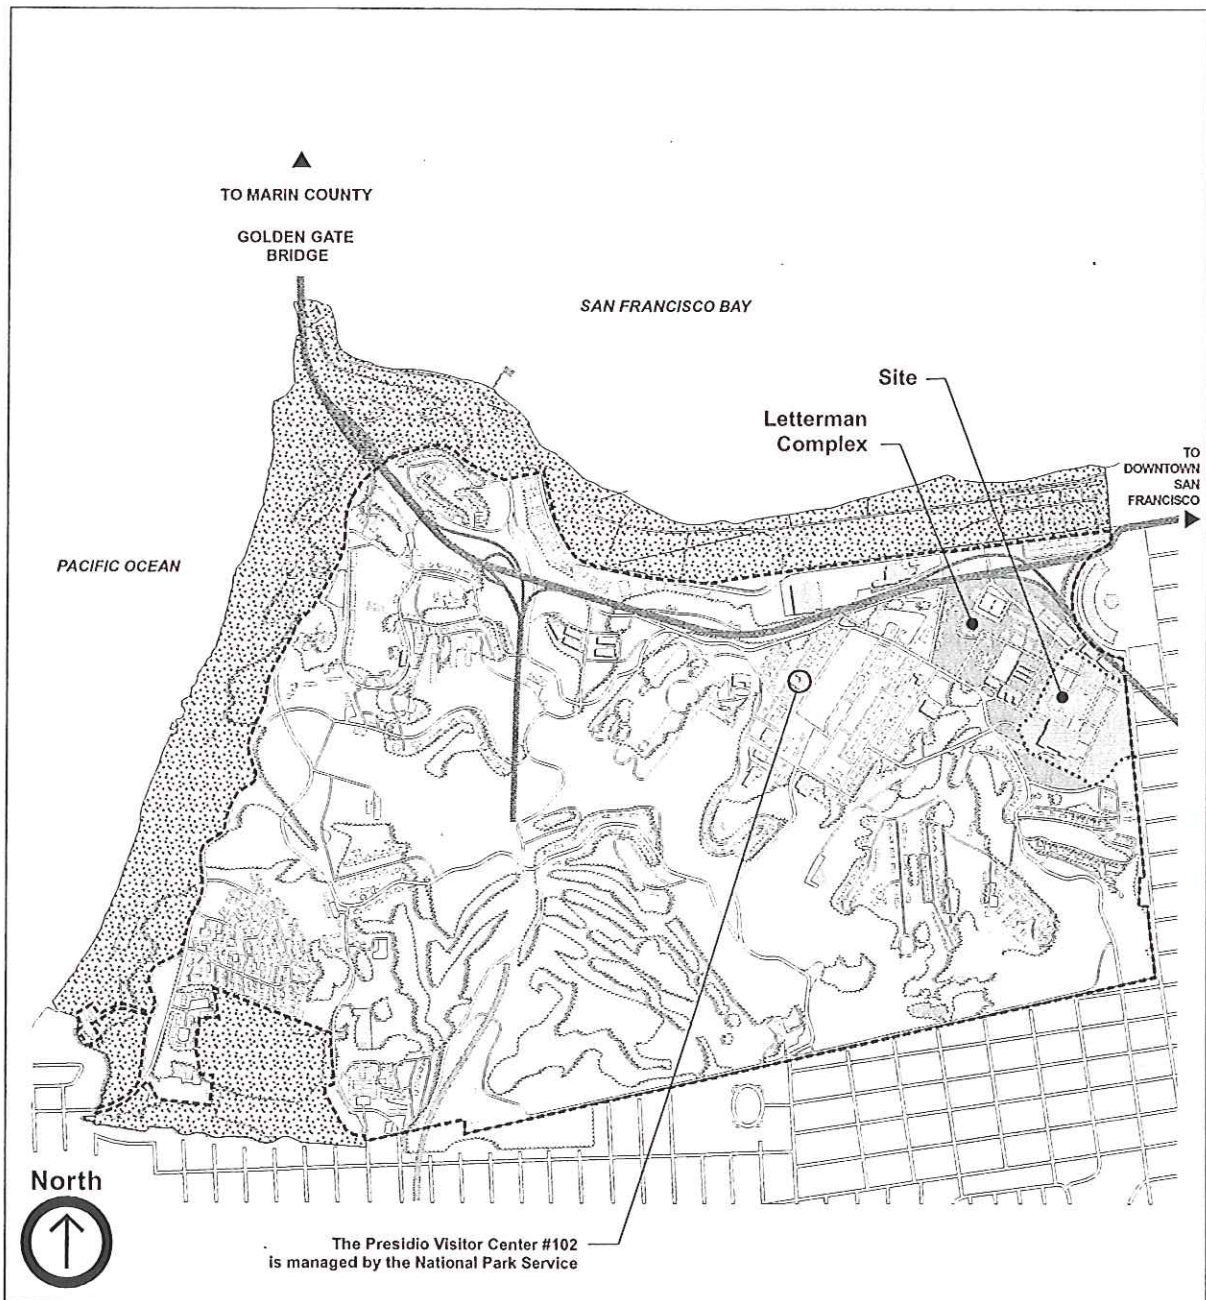 TO MARIN COUNTY
GOLDEN GATE
BRIDGE
SAN FRANCISCO BAY
Site
Letterman
Complex
TO
DOWNTOWN
SAN
FRANCISCO
PACIFIC OCEAN
North
The Presidio Visitor Center #102
is managed by the National Park Service